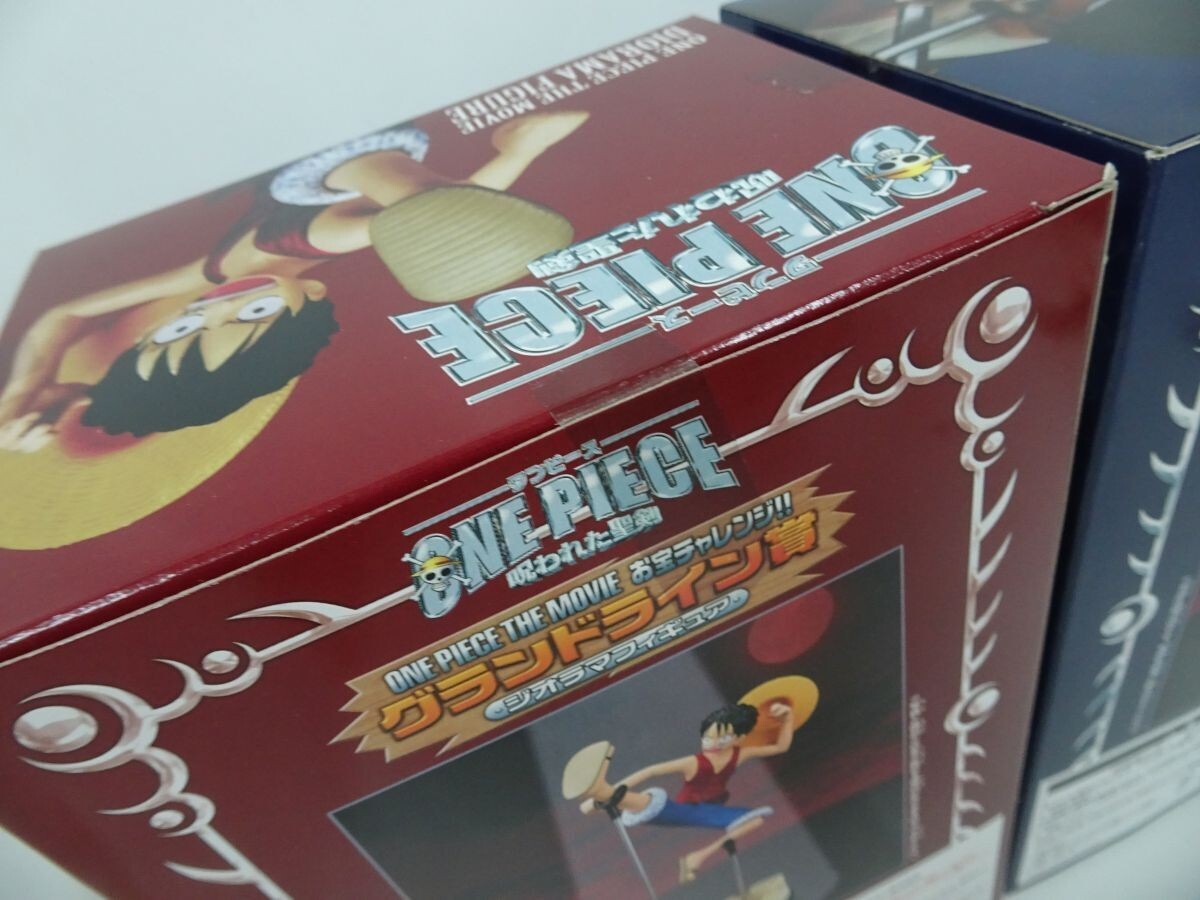 ONE PIECE THE MOVIE
DIORAMA FIGURE
ワンピース
ONE PIECE
呪われた聖剣
ワンピース
ONE PIECE
呪われた聖剣
ONE PIECE THE MOVIE お宝チャレンジ!!
グランドライン賞
ジオラマフィギュア